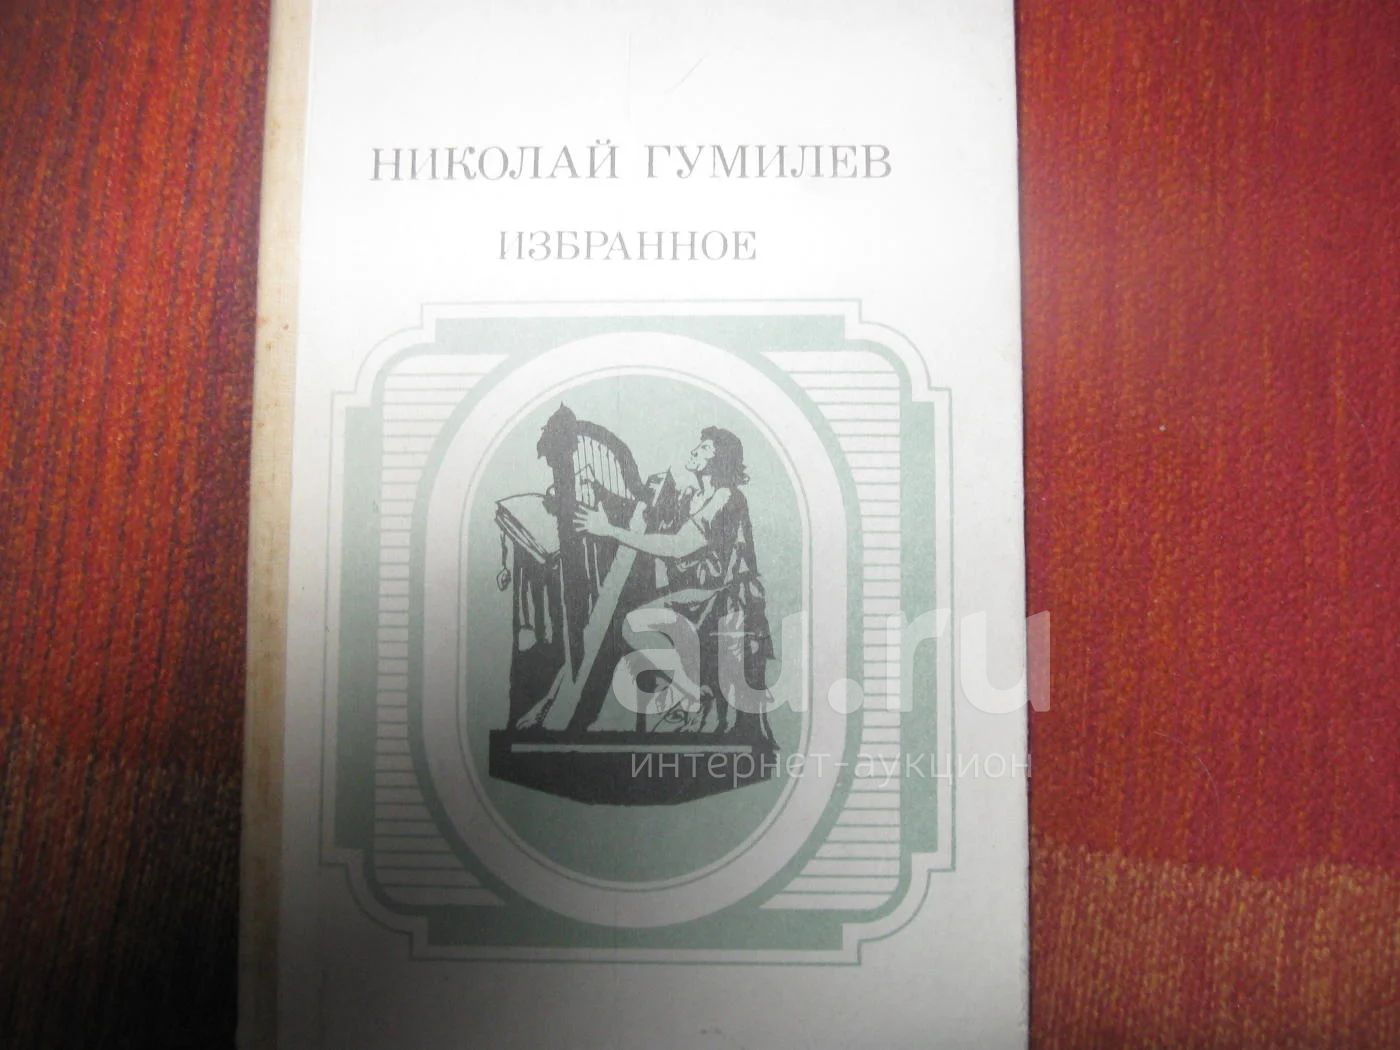 НИКОЛАЙ ГУМИЛЕВ
ИЗБРАННОЕ
au.ru
интернет-аукцион